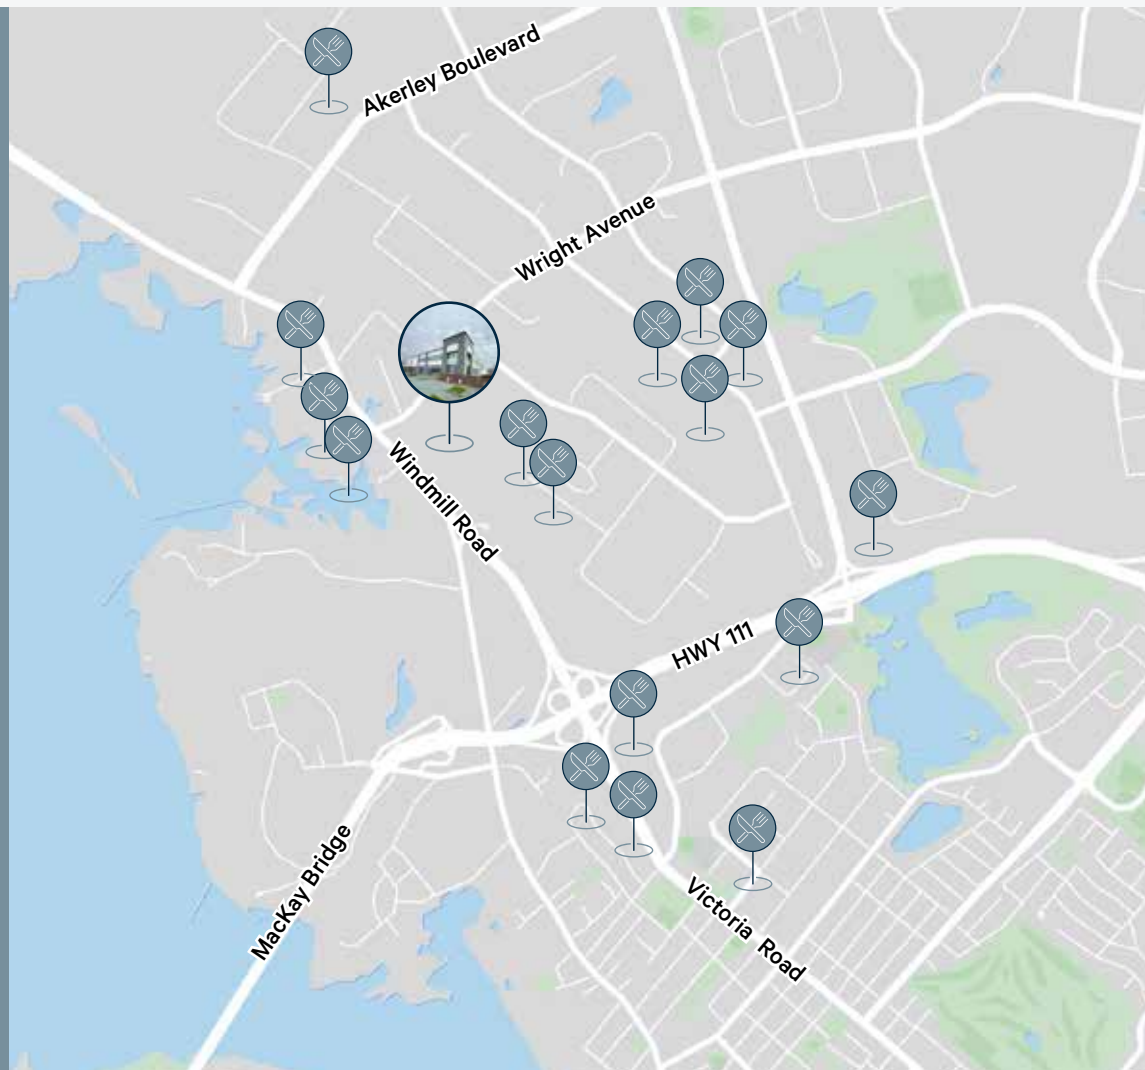 Akerley Boulevard
Wright Avenue
Windmill Road
HWY 111
MacKay Bridge
Victoria Road